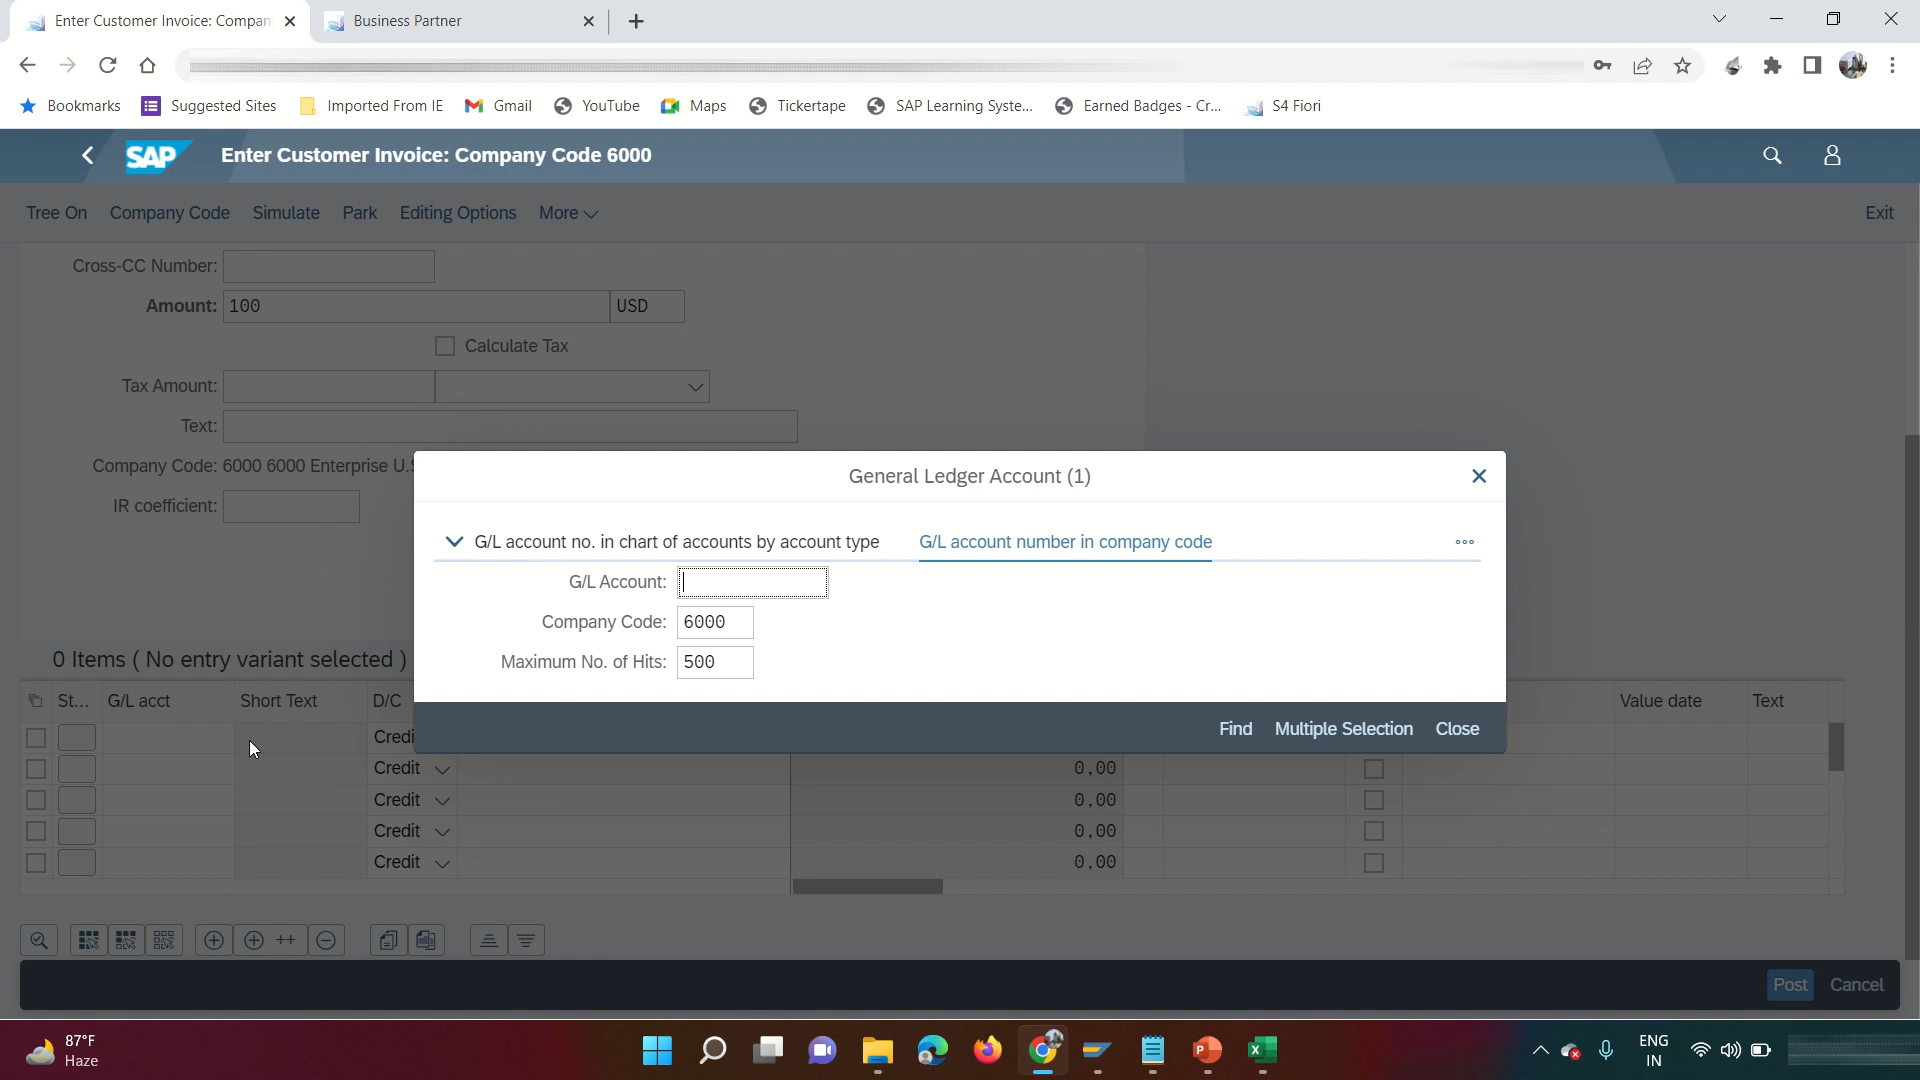 Enter Customer Invoice: Compan
Business Partner
Bookmarks
Suggested Sites
Imported From IE
Gmail
YouTube
Maps
Tickertape
SAP Learning Syste...
Earned Badges - Cr...
S4 Fiori
SAP
Enter Customer Invoice: Company Code 6000
Tree On
Company Code
Simulate
Park
Editing Options
More
Exit
Cross-CC Number:
Amount: 100 USD
Calculate Tax
Tax Amount:
Text:
Company Code: 6000 6000 Enterprise U.S
IR coefficient:
General Ledger Account (1)
G/L account no. in chart of accounts by account type
G/L account number in company code
G/L Account:
Company Code: 6000
Maximum No. of Hits: 500
Find
Multiple Selection
Close
0 Items ( No entry variant selected )
St... G/L acct Short Text D/C Value date Text
Credi
Credit 0,00
Credit 0,00
Credit 0,00
Credit 0,00
++
Post
Cancel
87°F
Haze
P
X
ENG
IN